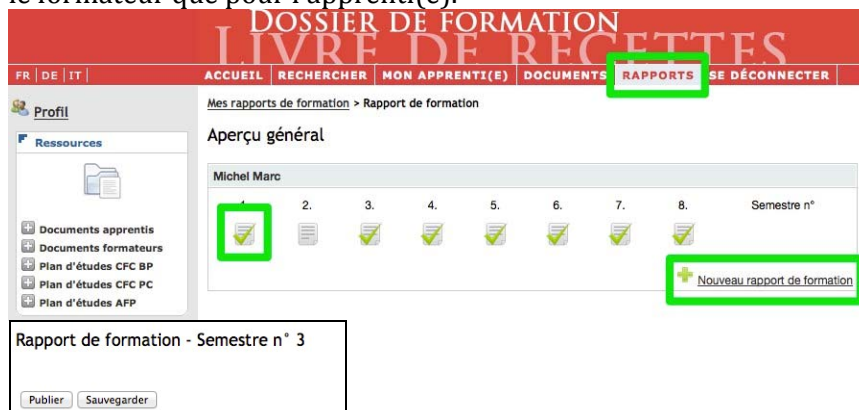 le formateur que pour l'apprenti(e).
DOSSIER DE FORMATION
LIVRE DE RECETTES
FR | DE | IT |
ACCUEIL | RECHERCHER | MON APPRENTI(E) | DOCUMENTS | RAPPORTS | SE DÉCONNECTER |
Profil
Mes rapports de formation > Rapport de formation
Ressources
Aperçu général
Michel Marc
1. 2. 3. 4. 5. 6. 7. 8. Semestre n°
Documents apprentis
Documents formateurs
Plan d'études CFC BP
Plan d'études CFC PC
Plan d'études AFP
Nouveau rapport de formation
Rapport de formation - Semestre n° 3
Publier Sauvegarder